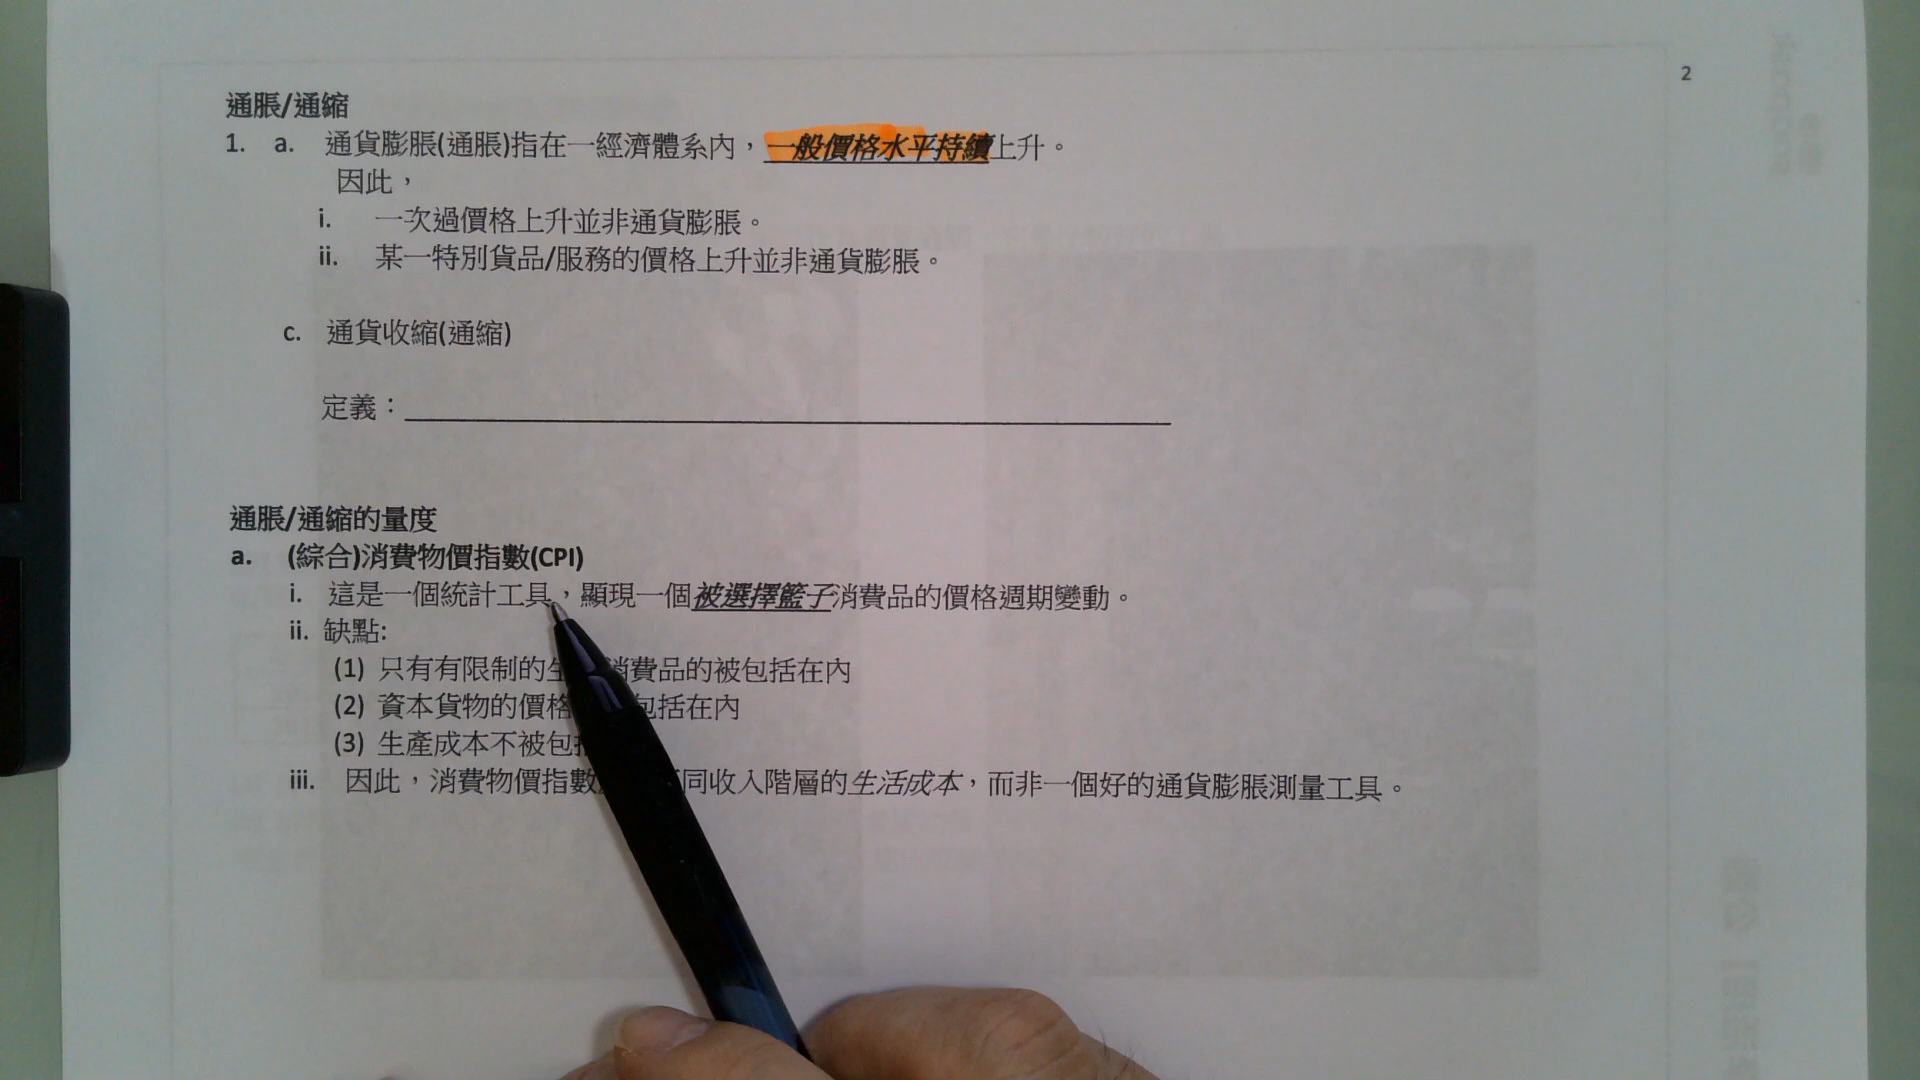 2
通脹/通縮
1. a. 通貨膨脹(通脹)指在一經濟體系內，一般價格水平持續上升。
因此，
i. 一次過價格上升並非通貨膨脹。
ii. 某一特別貨品/服務的價格上升並非通貨膨脹。
c. 通貨收縮(通縮)
定義：
通脹/通縮的量度
a. (綜合)消費物價指數(CPI)
i. 這是一個統計工具，顯現一個被選擇籃子消費品的價格週期變動。
ii. 缺點:
(1) 只有有限制的 消費品的被包括在內
(2) 資本貨物的價格 包括在內
(3) 生產成本不被包
iii. 因此，消費物價指數 同收入階層的生活成本，而非一個好的通貨膨脹測量工具。